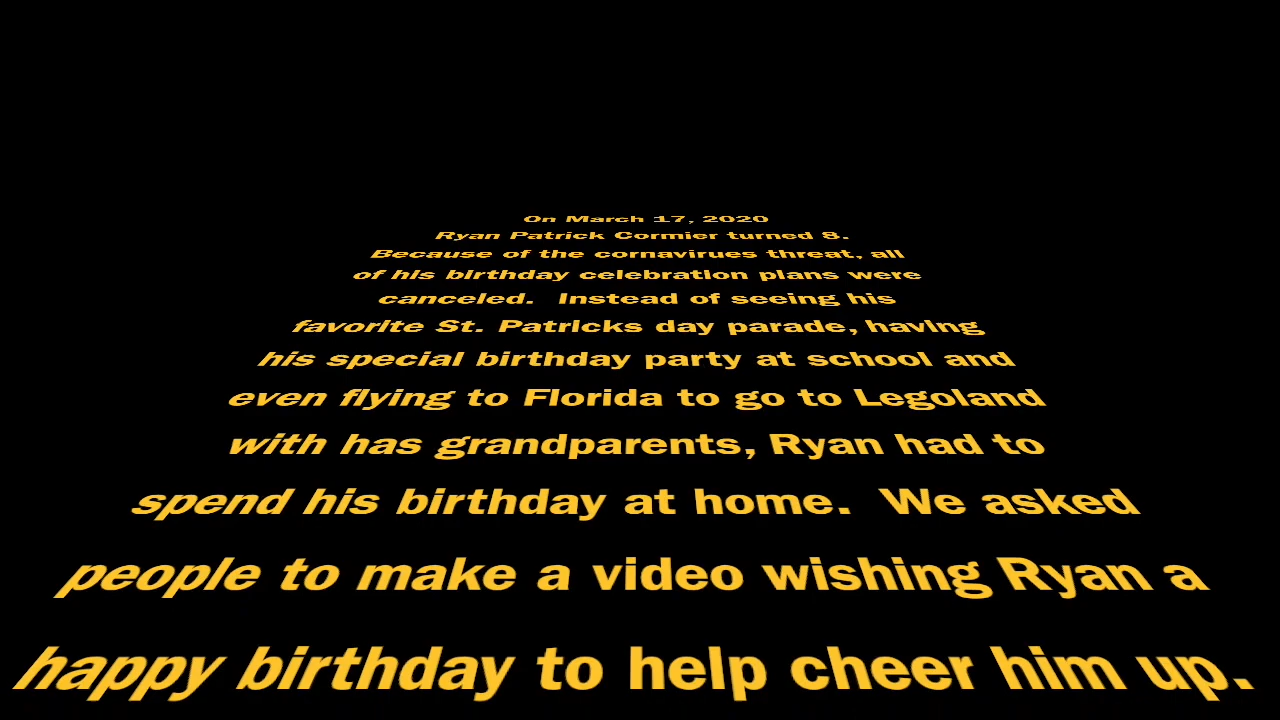 On March 17, 2020
Ryan Patrick Cormier turned 8.
Because of the cornavirues threat, all
of his birthday celebration plans were
canceled.  Instead of seeing his
favorite St. Patricks day parade, having
his special birthday party at school and
even flying to Florida to go to Legoland
with has grandparents, Ryan had to
spend his birthday at home.  We asked
people to make a video wishing Ryan a
happy birthday to help cheer him up.